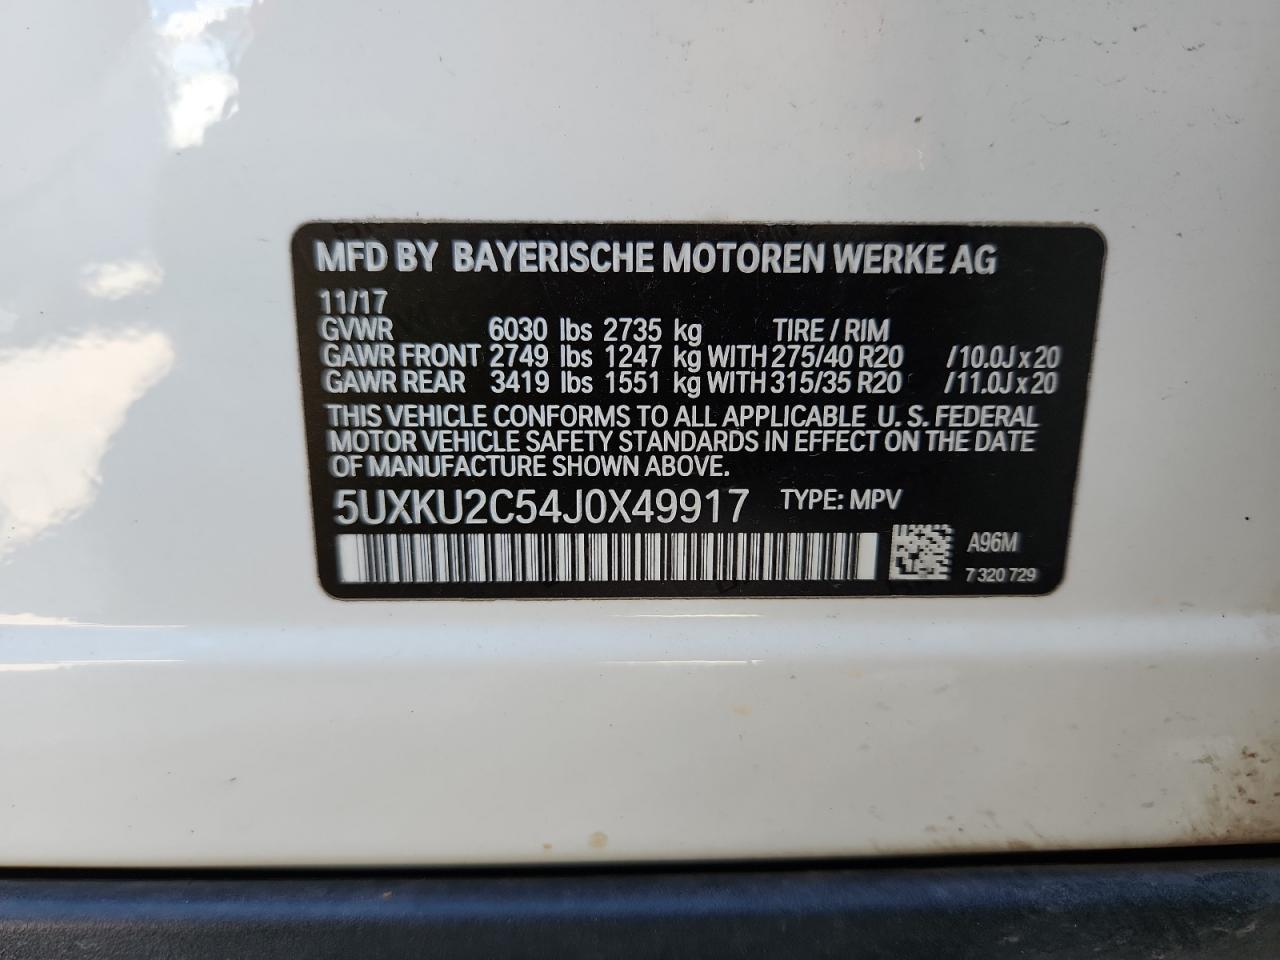 MFD BY BAYERISCHE MOTOREN WERKE AG
11/17
GVWR 6030 lbs 2735 kg TIRE / RIM
GAWR FRONT 2749 lbs 1247 kg WITH 275/40 R20 /10.0J x 20
GAWR REAR 3419 lbs 1551 kg WITH 315/35 R20 /11.0J x 20
THIS VEHICLE CONFORMS TO ALL APPLICABLE U. S. FEDERAL
MOTOR VEHICLE SAFETY STANDARDS IN EFFECT ON THE DATE
OF MANUFACTURE SHOWN ABOVE.
5UXKU2C54J0X49917 TYPE: MPV
A96M
7 320 729